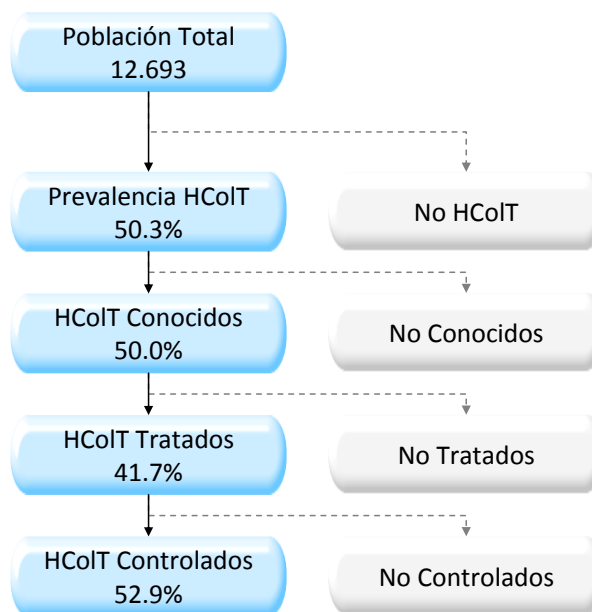 Población Total
12.693
Prevalencia HColT
50.3%
No HColT
HColT Conocidos
50.0%
No Conocidos
HColT Tratados
41.7%
No Tratados
HColT Controlados
52.9%
No Controlados